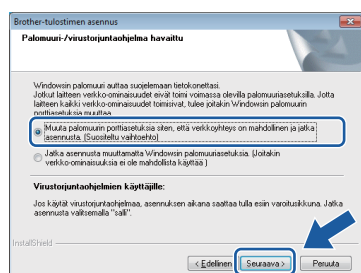 Brother-tulostimen asennus
Palomuuri-/virustorjuntaohjelma havaittu
Windowsin palomuuri auttaa suojelemaan tietokonettasi.
Jotkut laitteen verkko-ominaisuudet eivät toimi voimassa olevilla palomuuriasetuksilla. Jotta
laitteen kaikki verkko-ominaisuudet toimisivat, tulee joitakin Windowsin palomuurin
porttiasetuksia muuttaa.
Muuta palomuurin porttiasetuksia siten, että verkkoyhteys on mahdollinen ja jatka
asennusta. (Suositeltu vaihtoehto)
Jatka asennusta muuttamatta Windowsin palomuuriasetuksia. (Joitakin
verkko-ominaisuuksia ei ole mahdollista käyttää )
Virustorjuntaohjelmien käyttäjille:
Jos käytät virustorjuntaohjelmaa, asennuksen aikana saattaa tulla esiin varoitusikkuna. Jatka
asennusta valitsemalla "salli".
InstallShield
< Edellinen
Seuraava >
Peruuta